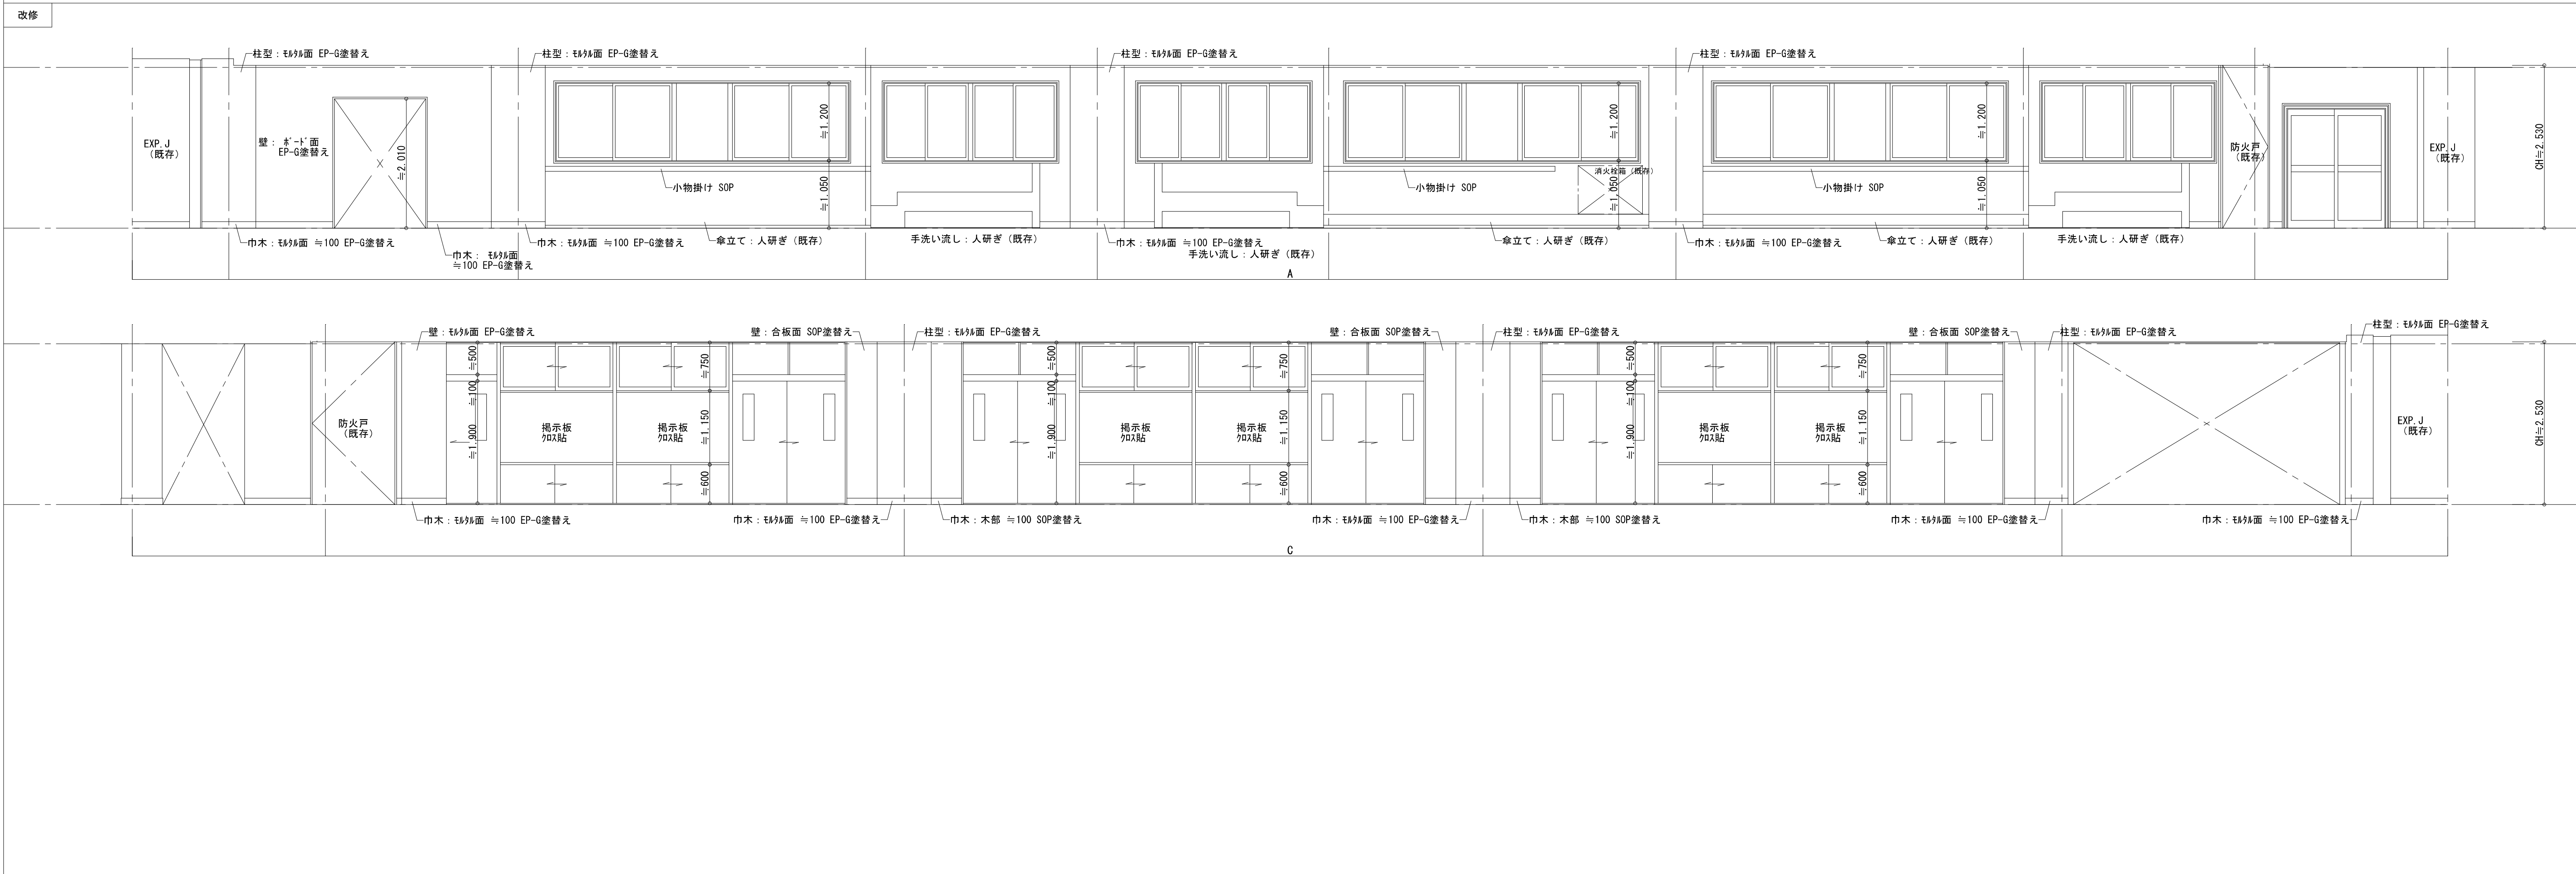 改修
柱型：ﾓﾙﾀﾙ面 EP-G塗替え
柱型：ﾓﾙﾀﾙ面 EP-G塗替え
柱型：ﾓﾙﾀﾙ面 EP-G塗替え
柱型：ﾓﾙﾀﾙ面 EP-G塗替え
EXP.J
（既存）
壁： ﾎﾞｰﾄﾞ面
EP-G塗替え
≒2.010
≒1.200
≒1.050
小物掛け SOP
≒1.200
≒1.050
小物掛け SOP
消火栓箱（既存）
≒1.200
≒1.050
小物掛け SOP
防火戸
（既存）
EXP.J
（既存）
CH≒2.530
巾木：ﾓﾙﾀﾙ面 ≒100 EP-G塗替え
巾木： ﾓﾙﾀﾙ面
≒100 EP-G塗替え
巾木：ﾓﾙﾀﾙ面 ≒100 EP-G塗替え
傘立て：人研ぎ（既存）
手洗い流し：人研ぎ（既存）
巾木：ﾓﾙﾀﾙ面 ≒100 EP-G塗替え
手洗い流し：人研ぎ（既存）
傘立て：人研ぎ（既存）
巾木：ﾓﾙﾀﾙ面 ≒100 EP-G塗替え
傘立て：人研ぎ（既存）
手洗い流し：人研ぎ（既存）
A
壁：ﾓﾙﾀﾙ面 EP-G塗替え
壁：合板面 SOP塗替え
柱型：ﾓﾙﾀﾙ面 EP-G塗替え
壁：合板面 SOP塗替え
柱型：ﾓﾙﾀﾙ面 EP-G塗替え
壁：合板面 SOP塗替え
柱型：ﾓﾙﾀﾙ面 EP-G塗替え
柱型：ﾓﾙﾀﾙ面 EP-G塗替え
防火戸
（既存）
≒500
≒100
≒1.900
掲示板
ｸﾛｽ貼
掲示板
ｸﾛｽ貼
≒750
≒1.150
≒600
≒500
≒100
≒1.900
掲示板
ｸﾛｽ貼
掲示板
ｸﾛｽ貼
≒750
≒1.150
≒600
≒500
≒100
≒1.900
掲示板
ｸﾛｽ貼
掲示板
ｸﾛｽ貼
≒750
≒1.150
≒600
EXP.J
（既存）
CH≒2.530
巾木：ﾓﾙﾀﾙ面 ≒100 EP-G塗替え
巾木：ﾓﾙﾀﾙ面 ≒100 EP-G塗替え
巾木：木部 ≒100 SOP塗替え
巾木：ﾓﾙﾀﾙ面 ≒100 EP-G塗替え
巾木：木部 ≒100 SOP塗替え
巾木：ﾓﾙﾀﾙ面 ≒100 EP-G塗替え
巾木：ﾓﾙﾀﾙ面 ≒100 EP-G塗替え
C